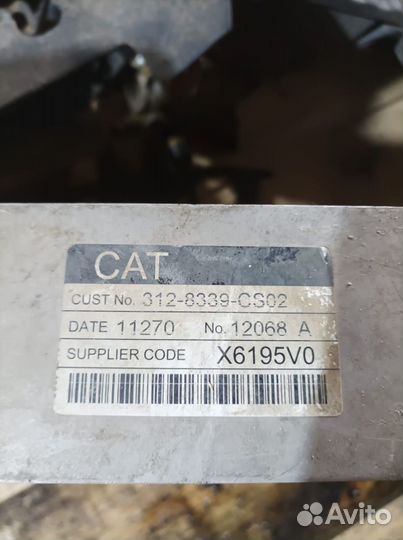 CAT
CUST No. 312-8339-CS02
DATE 11270 No. 12068 A
SUPPLIER CODE X6195V0
Avito